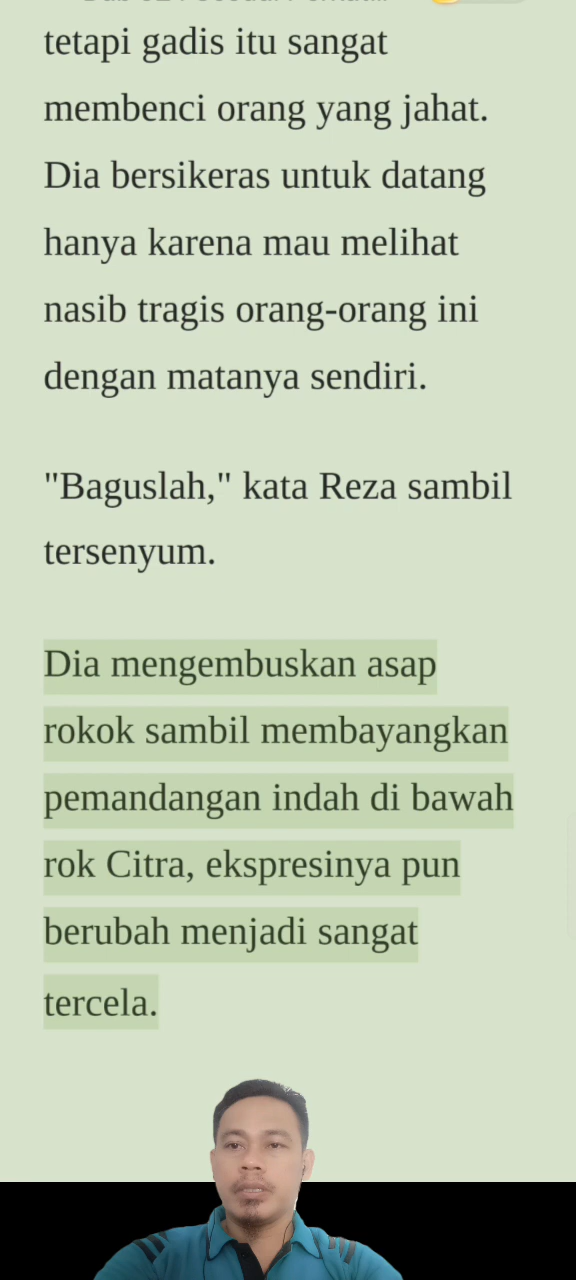 tetapi gadis itu sangat
membenci orang yang jahat.
Dia bersikeras untuk datang
hanya karena mau melihat
nasib tragis orang-orang ini
dengan matanya sendiri.
"Baguslah," kata Reza sambil
tersenyum.
Dia mengembuskan asap
rokok sambil membayangkan
pemandangan indah di bawah
rok Citra, ekspresinya pun
berubah menjadi sangat
tercela.